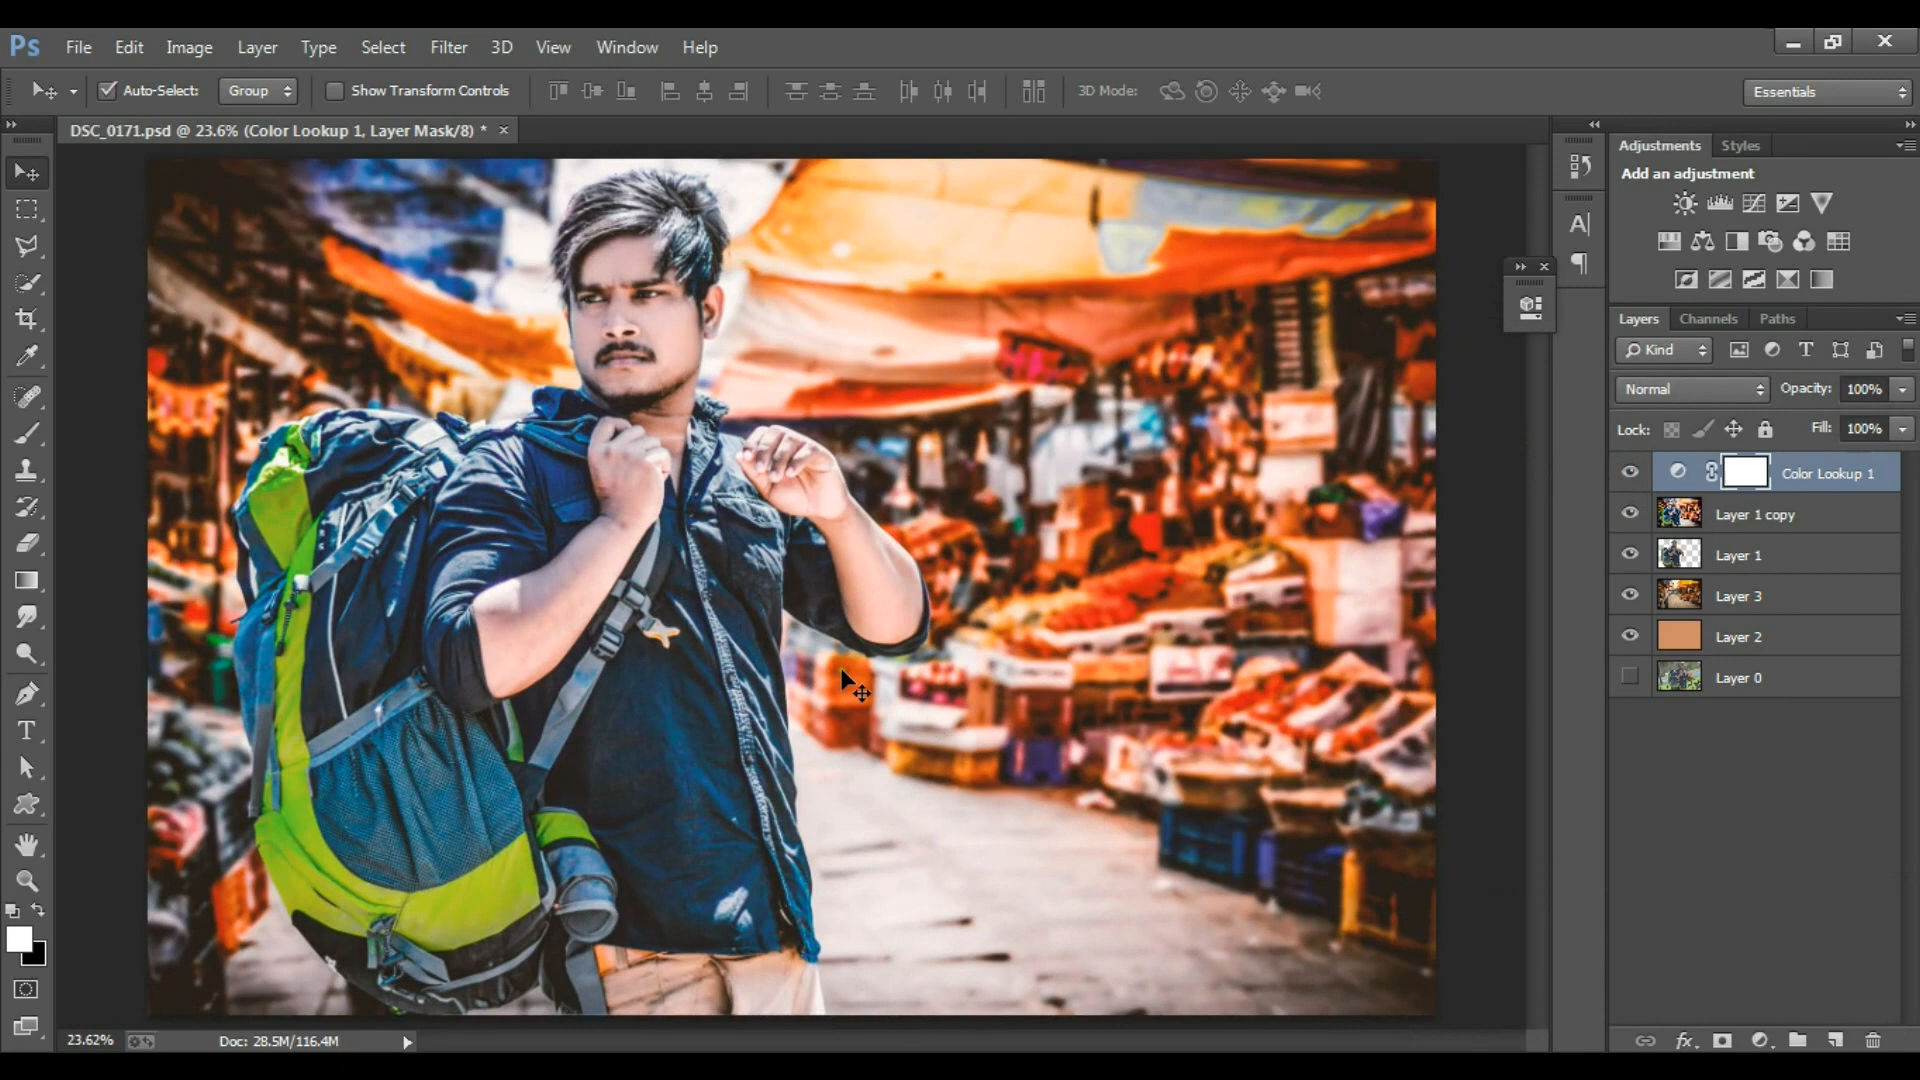 Ps File Edit Image Layer Type Select Filter 3D View Window Help
Auto-Select: Group Show Transform Controls 3D Mode: Essentials
DSC_0171.psd @ 23.6% (Color Lookup 1, Layer Mask/8) * ×
Adjustments Styles
Add an adjustment
Layers Channels Paths
Kind
Normal Opacity: 100%
Lock: Fill: 100%
Color Lookup 1
Layer 1 copy
Layer 1
Layer 3
Layer 2
Layer 0
23.62% Doc: 28.5M/116.4M